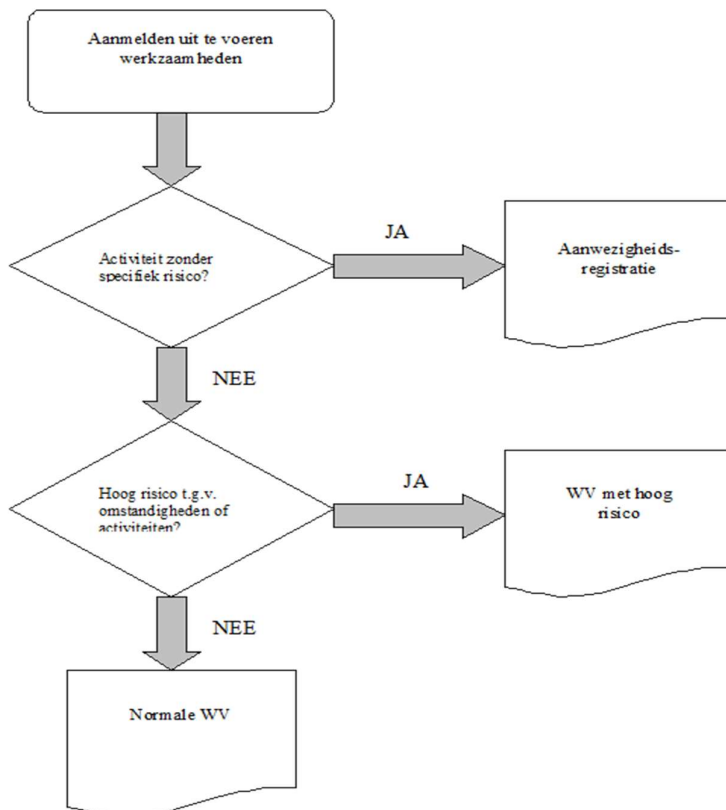 Aanmelden uit te voeren
werkzaamheden
Activiteit zonder
specifiek risico?
JA
Aanwezigheids-
registratie
NEE
Hoog risico t.g.v.
omstandigheden of
activiteiten?
JA
WV met hoog
risico
NEE
Normale WV